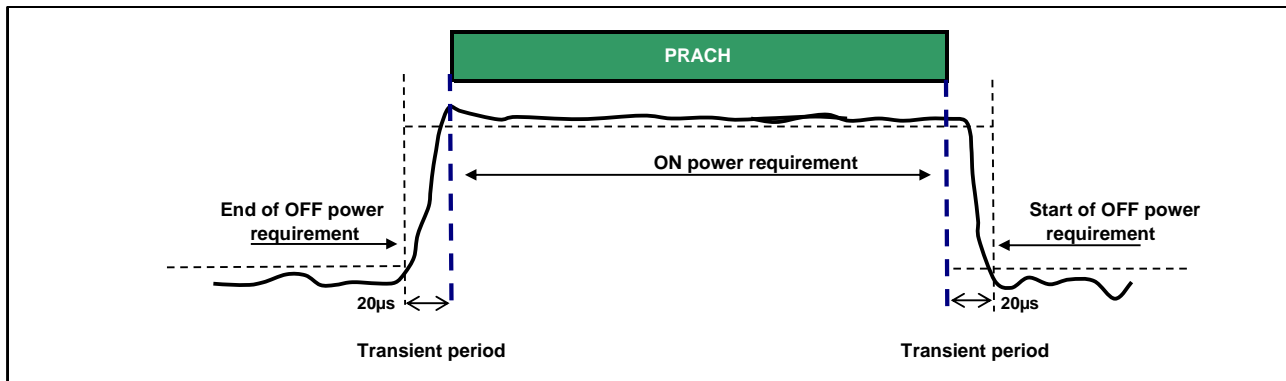 PRACH
ON power requirement
End of OFF power
requirement
Start of OFF power
requirement
20µs
20µs
Transient period
Transient period